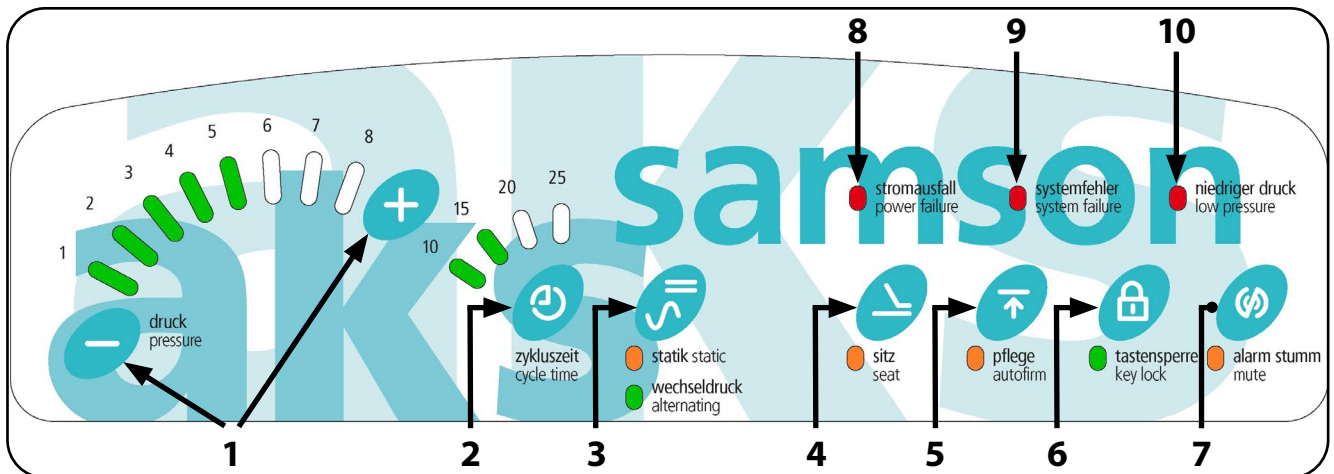 8
9
10
1
2
3
4
5
6
7
8
+
10
15
20
25
aks
samson
stromausfall
power failure
systemfehler
system failure
niedriger druck
low pressure
−
druck
pressure
zykluszeit
cycle time
statik static
wechseldruck
alternating
sitz
seat
pflege
autofirm
tastensperre
key lock
alarm stumm
mute
1
2
3
4
5
6
7